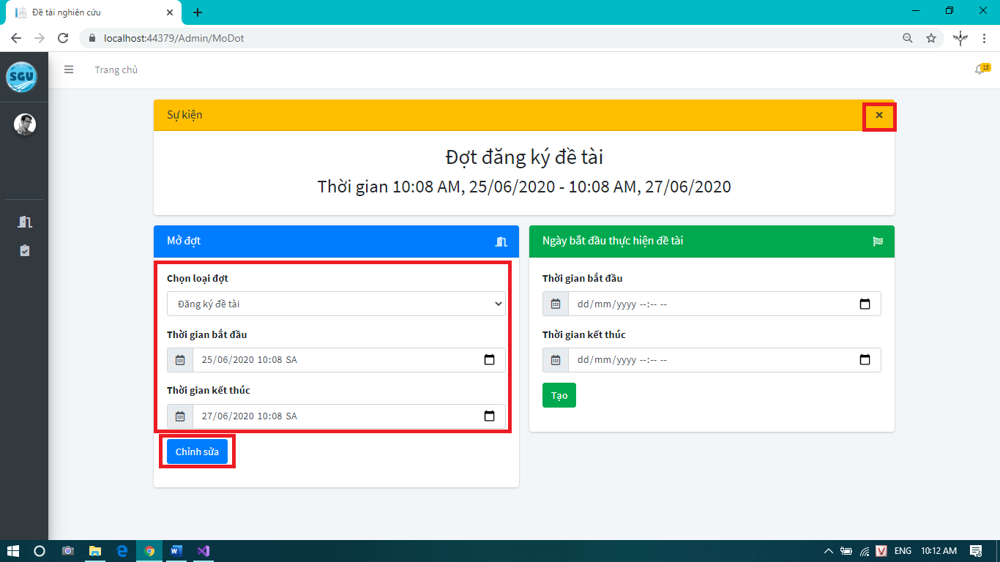 Đề tài nghiên cứu
localhost:44379/Admin/MoDot
SGU
Trang chủ
15
Sự kiện
Đợt đăng ký đề tài
Thời gian 10:08 AM, 25/06/2020 - 10:08 AM, 27/06/2020
Mở đợt
Chọn loại đợt
Đăng ký đề tài
Thời gian bắt đầu
25/06/2020 10:08 SA
Thời gian kết thúc
27/06/2020 10:08 SA
Chỉnh sửa
Ngày bắt đầu thực hiện đề tài
Thời gian bắt đầu
dd/mm/yyyy --:-- --
Thời gian kết thúc
dd/mm/yyyy --:-- --
Tạo
ENG
10:12 AM